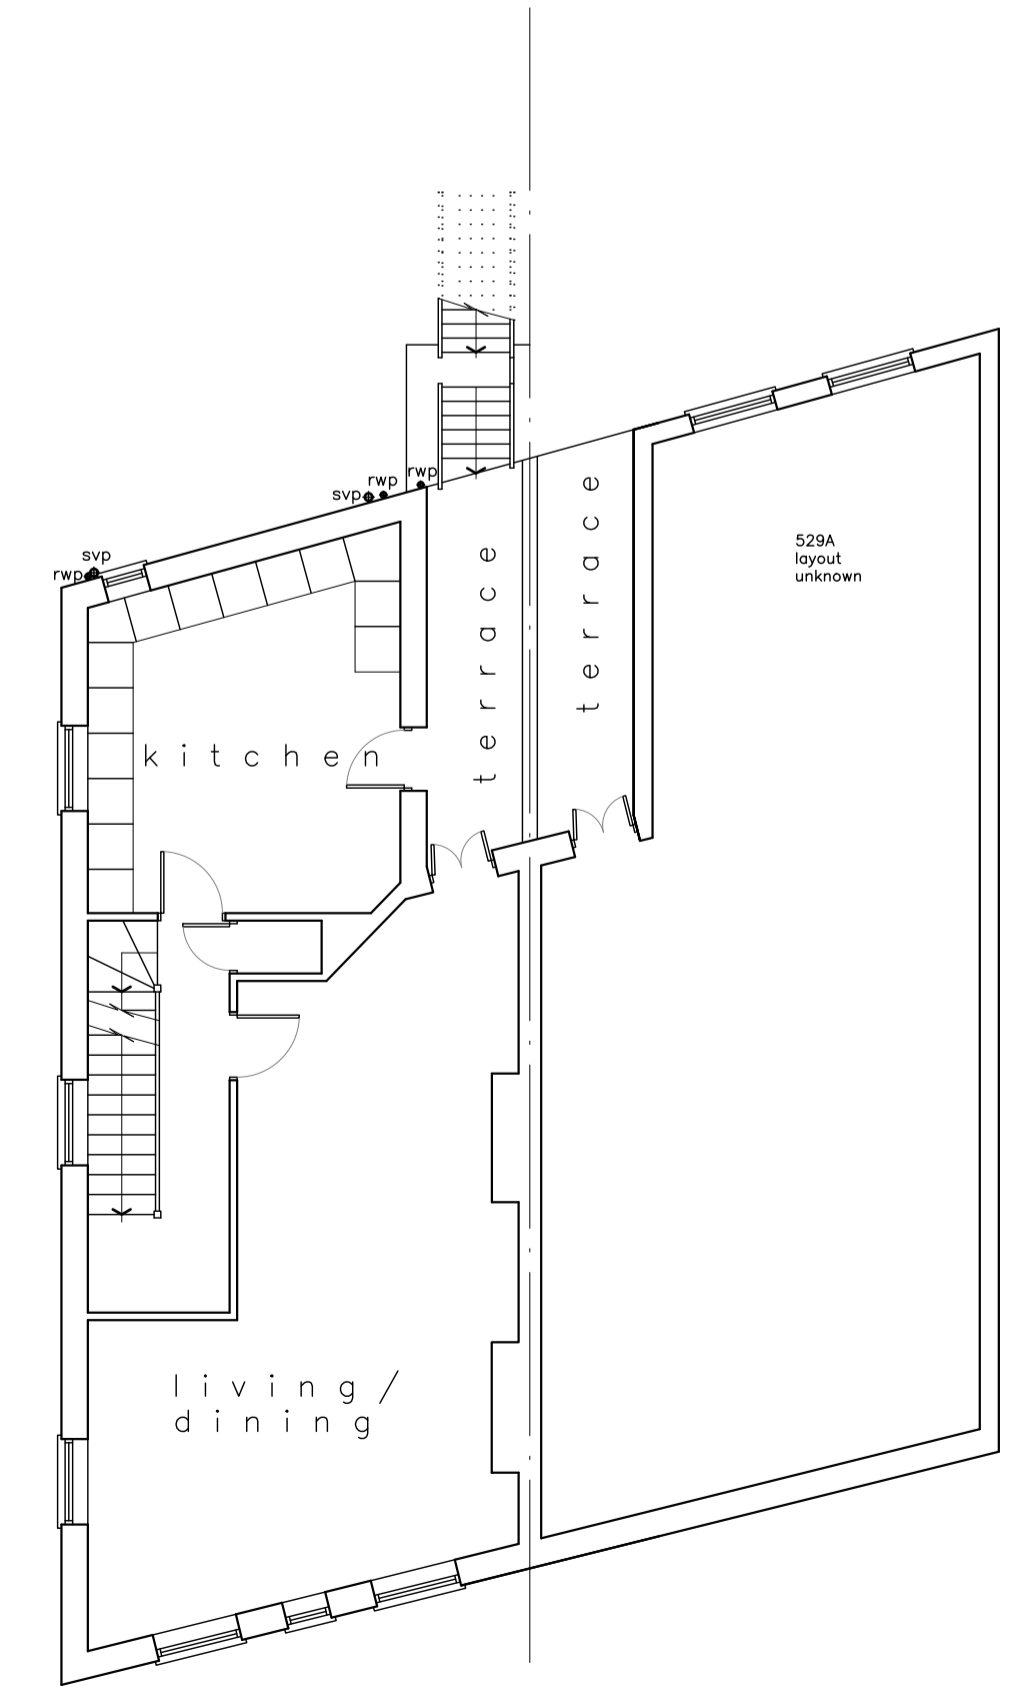 rwp
rwp
svp
svp
rwp
529A
layout
unknown
terrace
terrace
kitchen
living/
dining